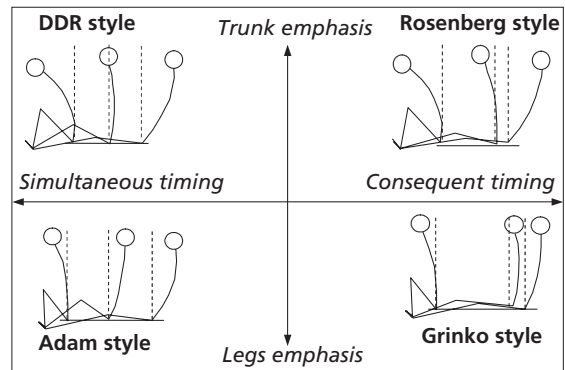 DDR style
Trunk emphasis
Rosenberg style
Simultaneous timing
Consequent timing
Adam style
Legs emphasis
Grinko style